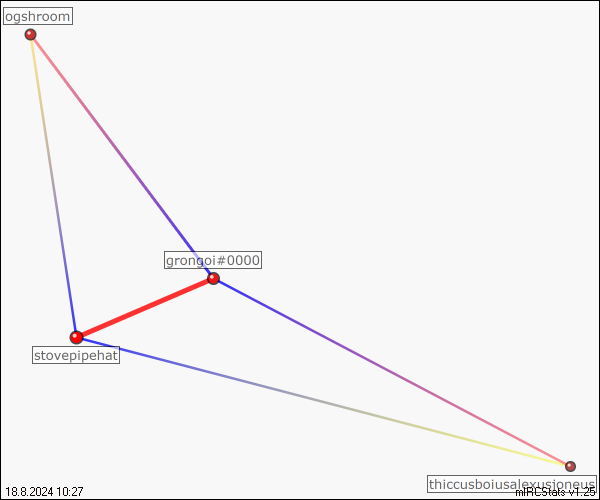 ogshroom
grongoi#0000
stovepipehat
thiccusboiusalexusioneus
18.8.2024 10:27
mIRCStats v1.25